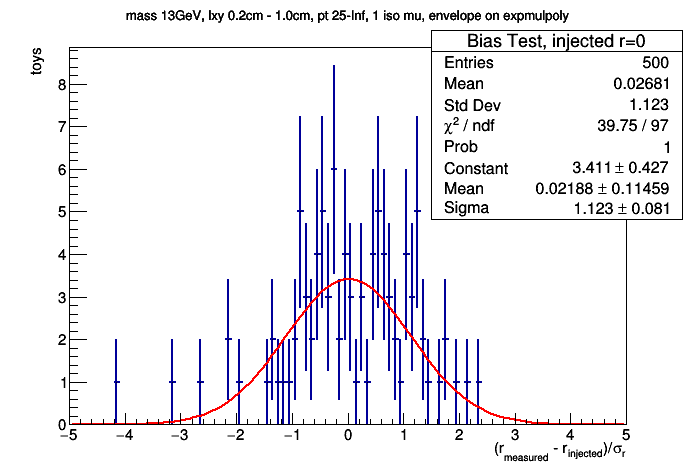 mass 13GeV, lxy 0.2cm - 1.0cm, pt 25-Inf, 1 iso mu, envelope on expmulpoly
Bias Test, injected r=0
Entries 500
Mean 0.02681
Std Dev 1.123
χ² / ndf 39.75 / 97
Prob 1
Constant 3.411 ± 0.427
Mean 0.02188 ± 0.11459
Sigma 1.123 ± 0.081
toys
8
7
6
5
4
3
2
1
0
−5 −4 −3 −2 −1 0 1 2 3 4 5
(r_measured - r_injected)/σ_r